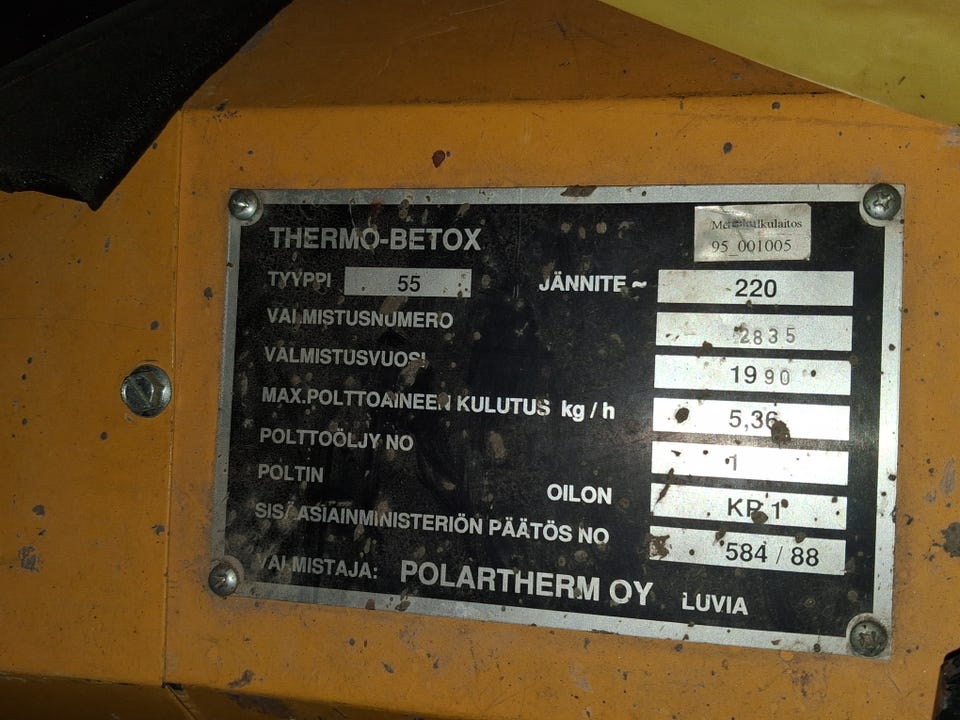 THERMO-BETOX
Merenkulkulaitos
95_001005
TYYPPI 55 JÄNNITE ~ 220
VALMISTUSNUMERO 2835
VALMISTUSVUOSI 1990
MAX.POLTTOAINEEN KULUTUS kg / h 5,36
POLTTOÖLJY NO 1
POLTIN OILON KP 1
SISÄASIAINMINISTERIÖN PÄÄTÖS NO 584 / 88
VALMISTAJA: POLARTHERM OY LUVIA